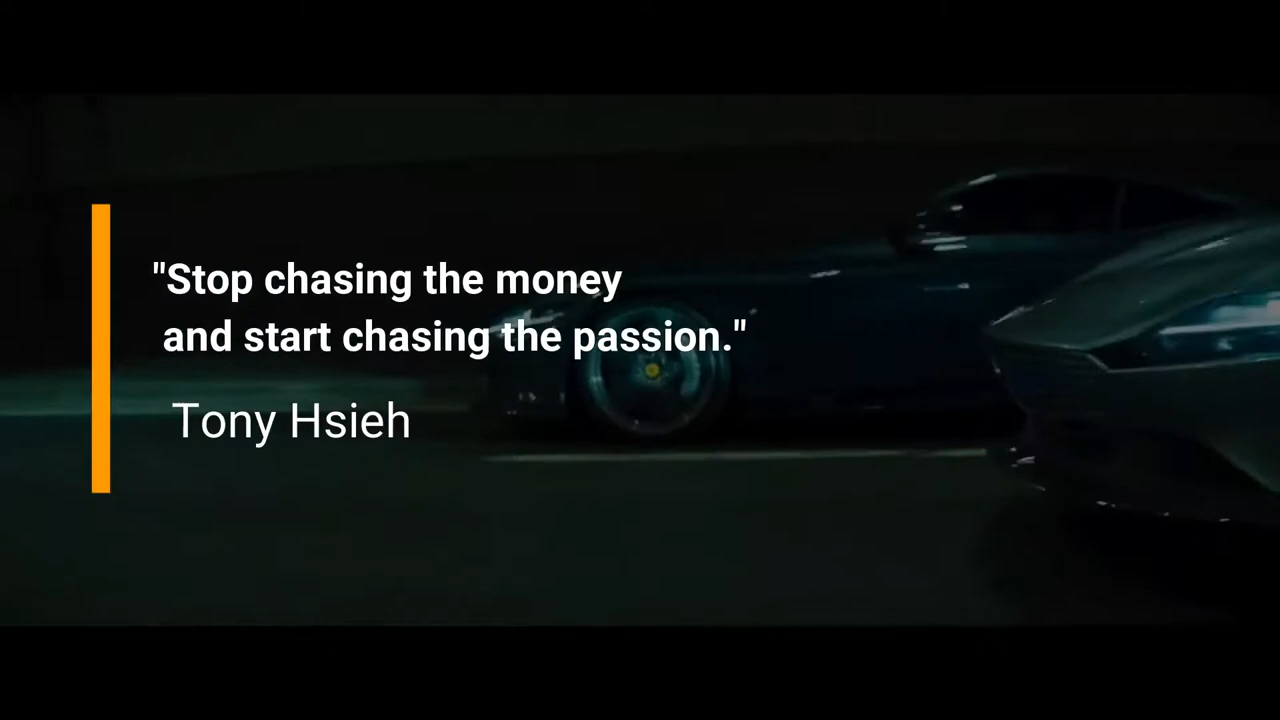 "Stop chasing the money
and start chasing the passion."
Tony Hsieh